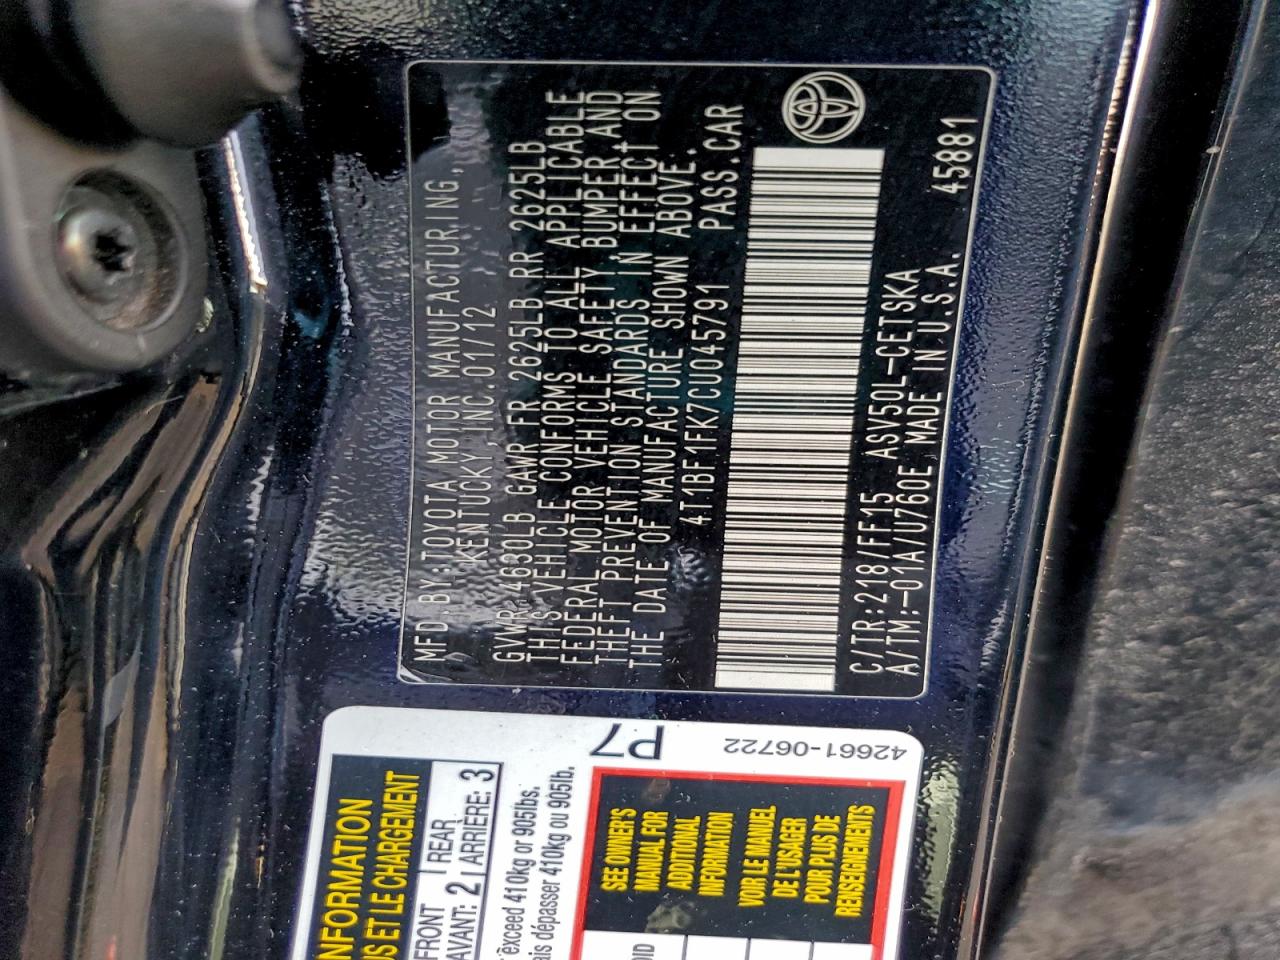 MFD.BY:TOYOTA MOTOR MANUFACTURING,
KENTUCKY,INC.01/12
GVWR 4630LB GAWR FR 2625LB RR 2625LB
THIS VEHICLE CONFORMS TO ALL APPLICABLE
FEDERAL MOTOR VEHICLE SAFETY,BUMPER,AND
THEFT PREVENTION STANDARDS IN EFFECT ON
THE DATE OF MANUFACTURE SHOWN ABOVE.
4T1BF1FK7CU045791 PASS.CAR
C/TR:218/FF15 ASV50L-CETSKA
A/TM:-01A/U760E MADE IN U.S.A. 45881
P7
42661-06722
INFORMATION
ET LE CHARGEMENT
FRONT REAR
AVANT: 2 ARRIÈRE: 3
exceed 410kg or 905lbs.
dépasser 410kg ou 905lb.
SEE OWNER'S
MANUAL FOR
ADDITIONAL
INFORMATION
VOIR LE MANUEL
DE L'USAGER
POUR PLUS DE
RENSEIGNEMENTS